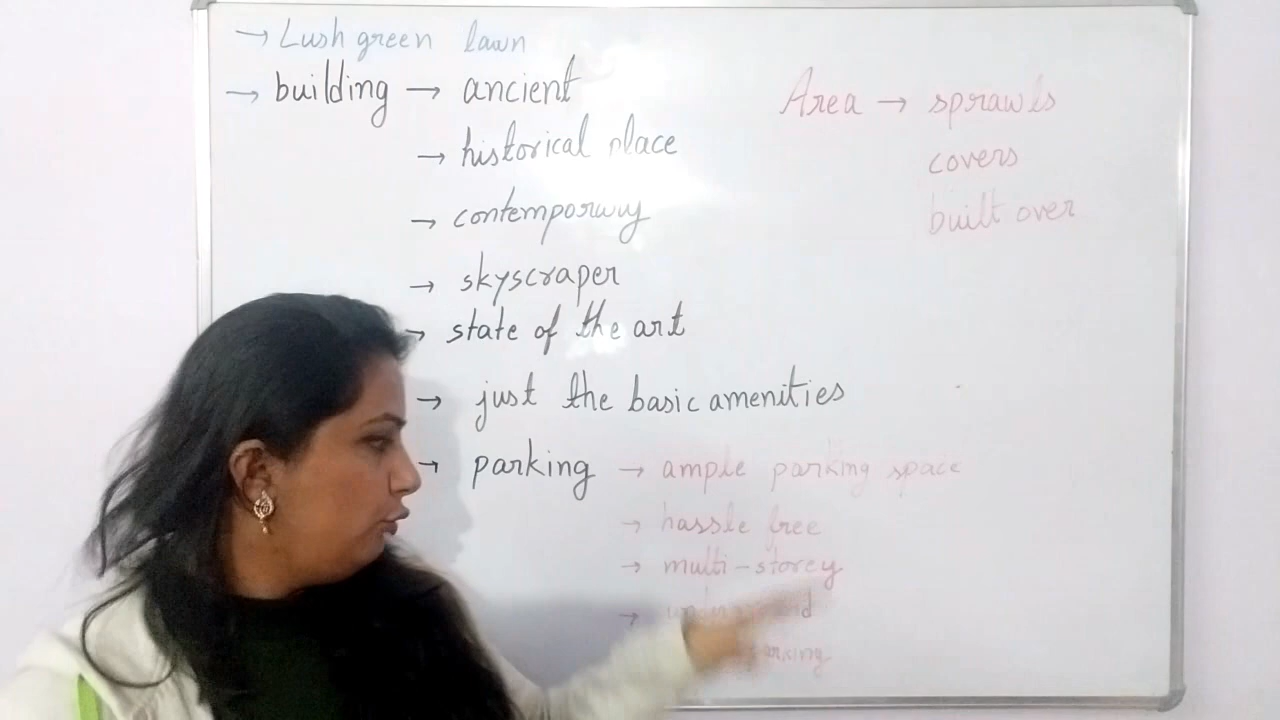 → Lush green lawn
→ building → ancient
→ historical place
→ contemporary
→ skyscraper
→ state of the art
→ just the basic amenities
→ parking → ample parking space
→ hassle free
→ multi-storey
→
parking
Area → sprawls
covers
built over